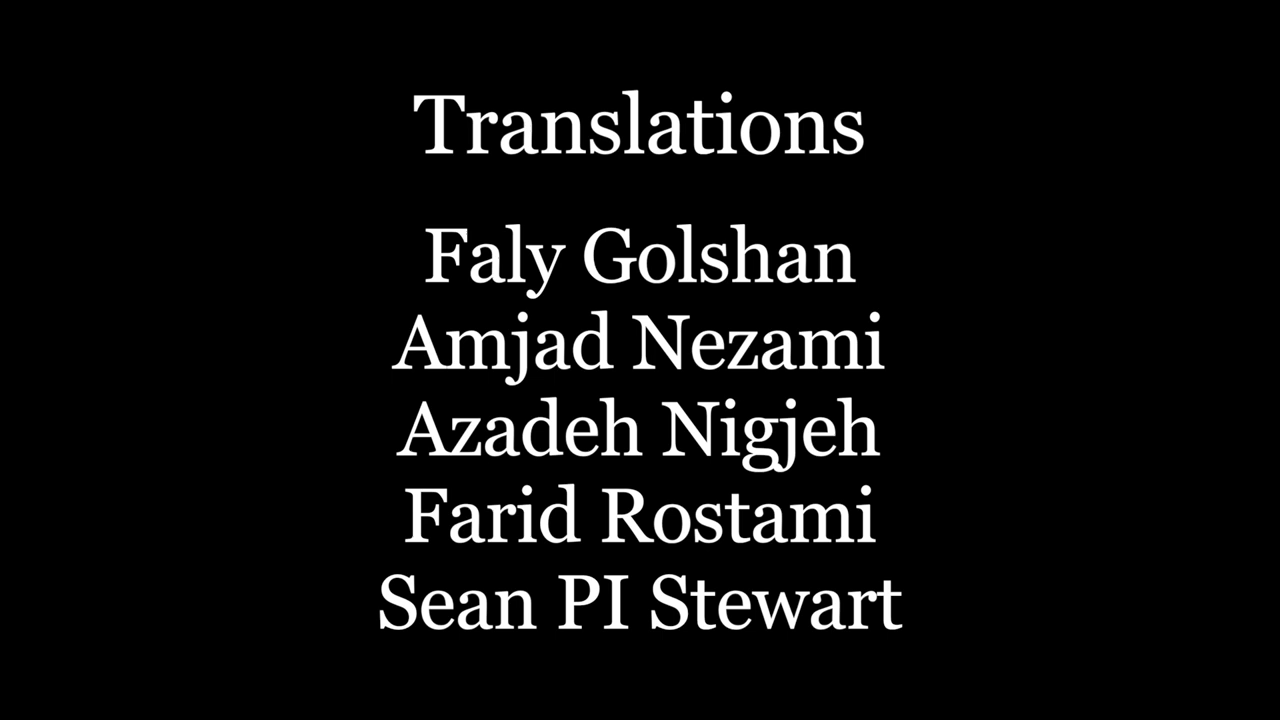 Translations
Faly Golshan
Amjad Nezami
Azadeh Nigjeh
Farid Rostami
Sean PI Stewart